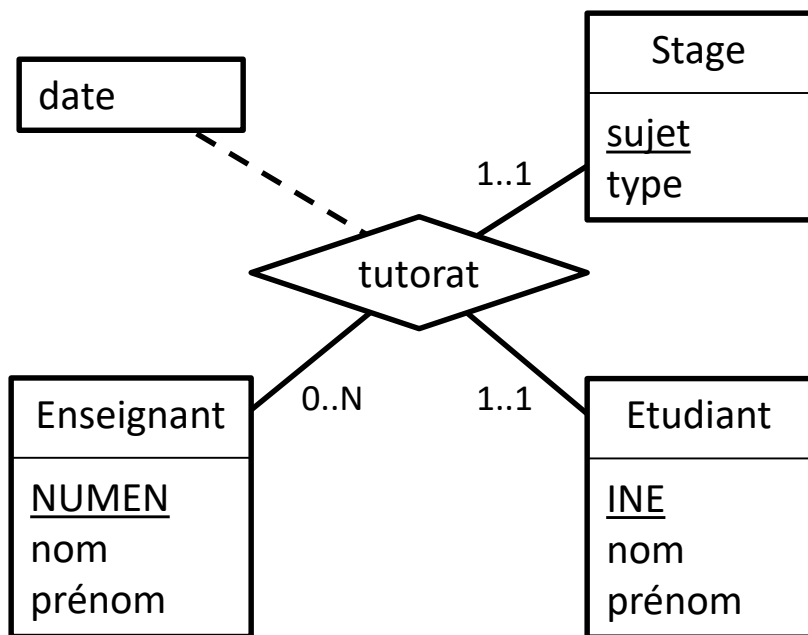 Stage
date
sujet
type
1..1
tutorat
0..N
1..1
Enseignant
NUMEN
nom
prénom
Etudiant
INE
nom
prénom